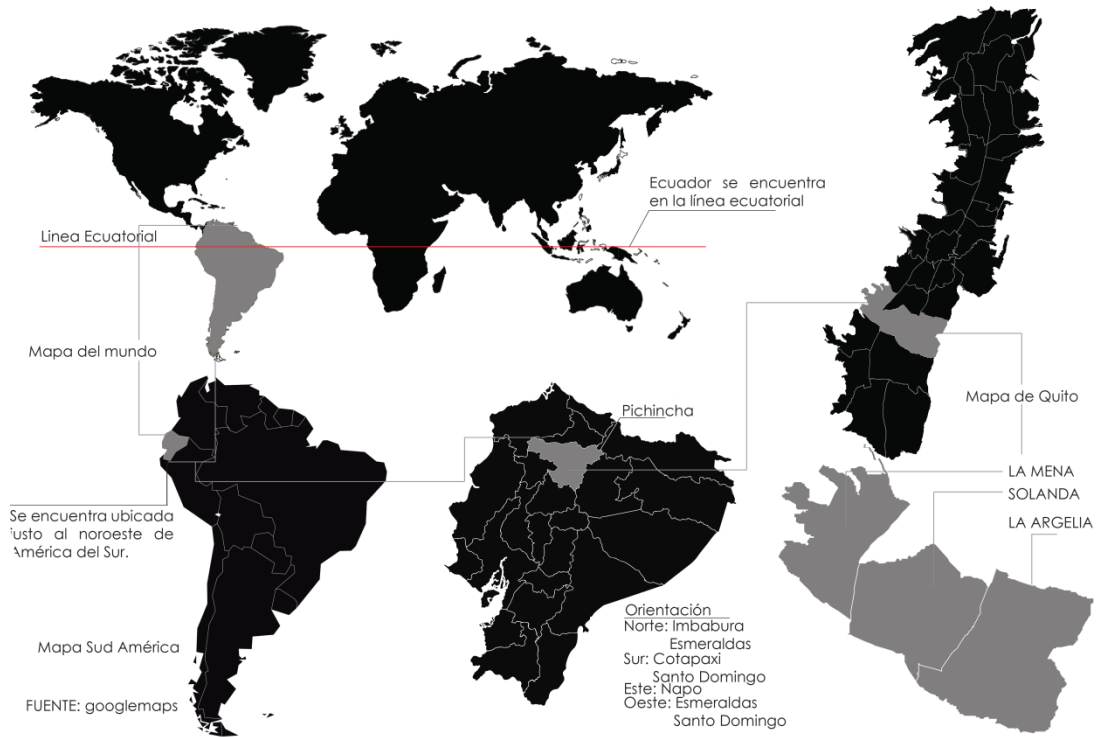 Ecuador se encuentra
en la línea ecuatorial
Linea Ecuatorial
Mapa del mundo
Pichincha
Mapa de Quito
LA MENA
SOLANDA
LA ARGELIA
Se encuentra ubicada
justo al noroeste de
América del Sur.
Orientación
Norte: Imbabura
Esmeraldas
Sur: Cotapaxi
Santo Domingo
Este: Napo
Oeste: Esmeraldas
Santo Domingo
Mapa Sud América
FUENTE: googlemaps